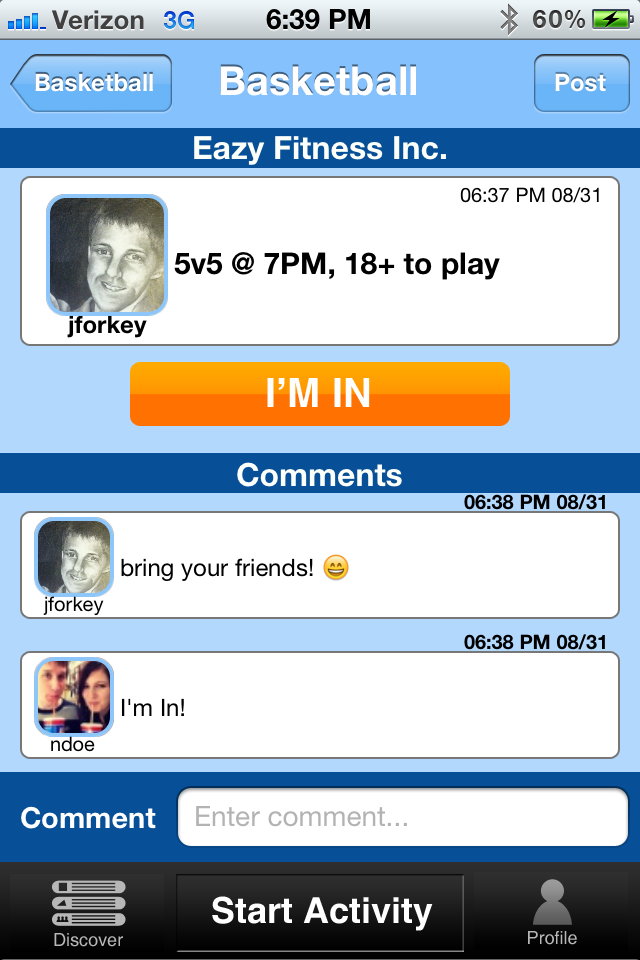 Verizon 3G 6:39 PM 60%
Basketball Basketball Post
Eazy Fitness Inc.
06:37 PM 08/31
5v5 @ 7PM, 18+ to play
jforkey
I'M IN
Comments
06:38 PM 08/31
bring your friends! 😄
jforkey
06:38 PM 08/31
I'm In!
ndoe
Comment Enter comment...
Discover Start Activity Profile